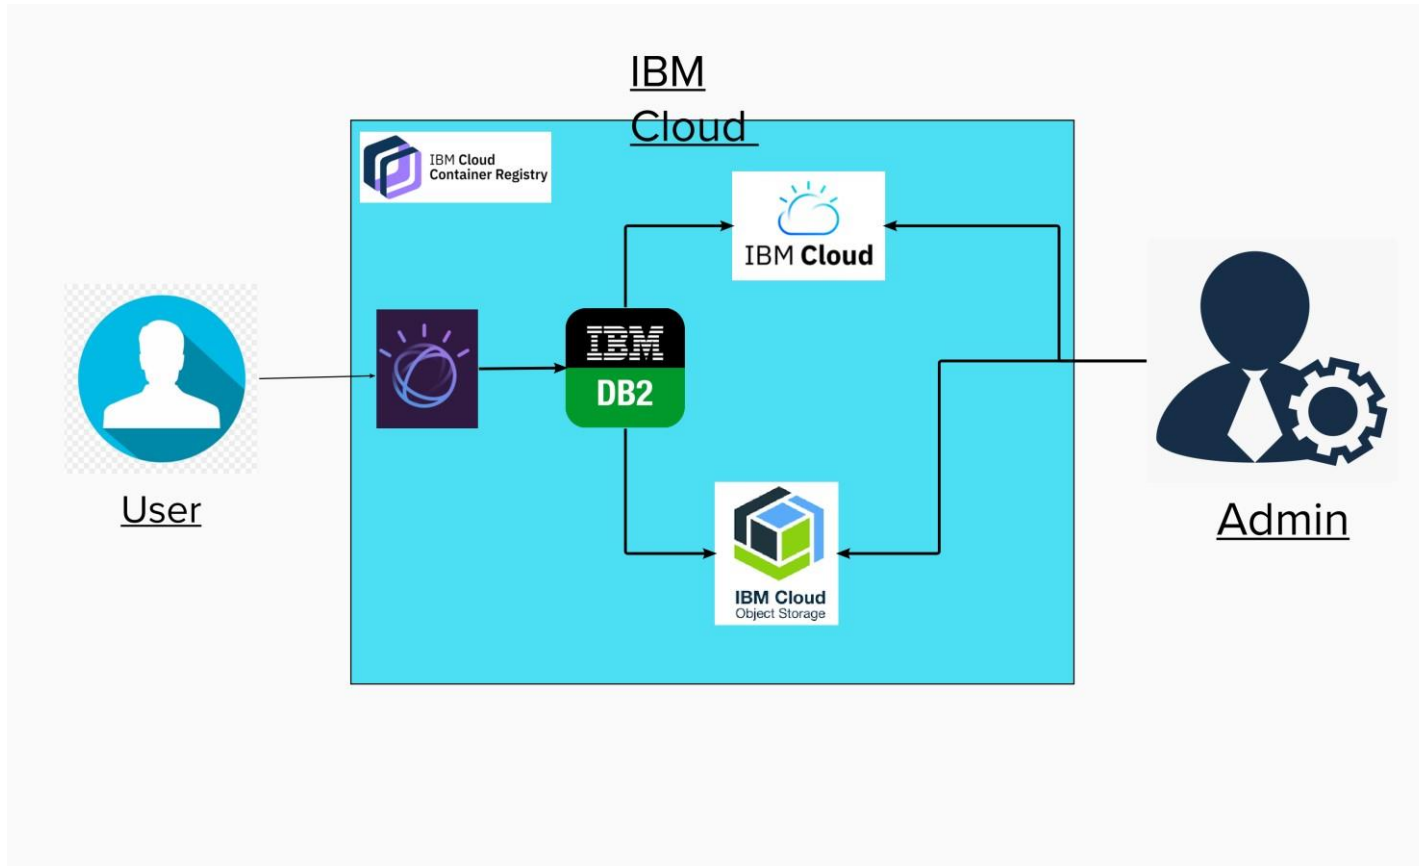 IBM
Cloud
IBM Cloud
Container Registry
IBM Cloud
IBM
DB2
User
Admin
IBM Cloud
Object Storage